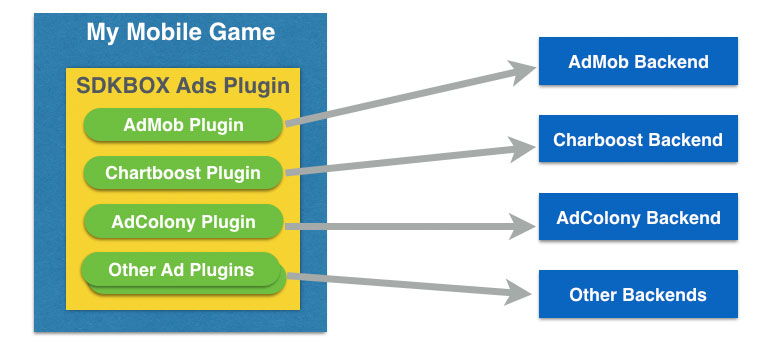 My Mobile Game
SDKBOX Ads Plugin
AdMob Plugin
Chartboost Plugin
AdColony Plugin
Other Ad Plugins
AdMob Backend
Charboost Backend
AdColony Backend
Other Backends